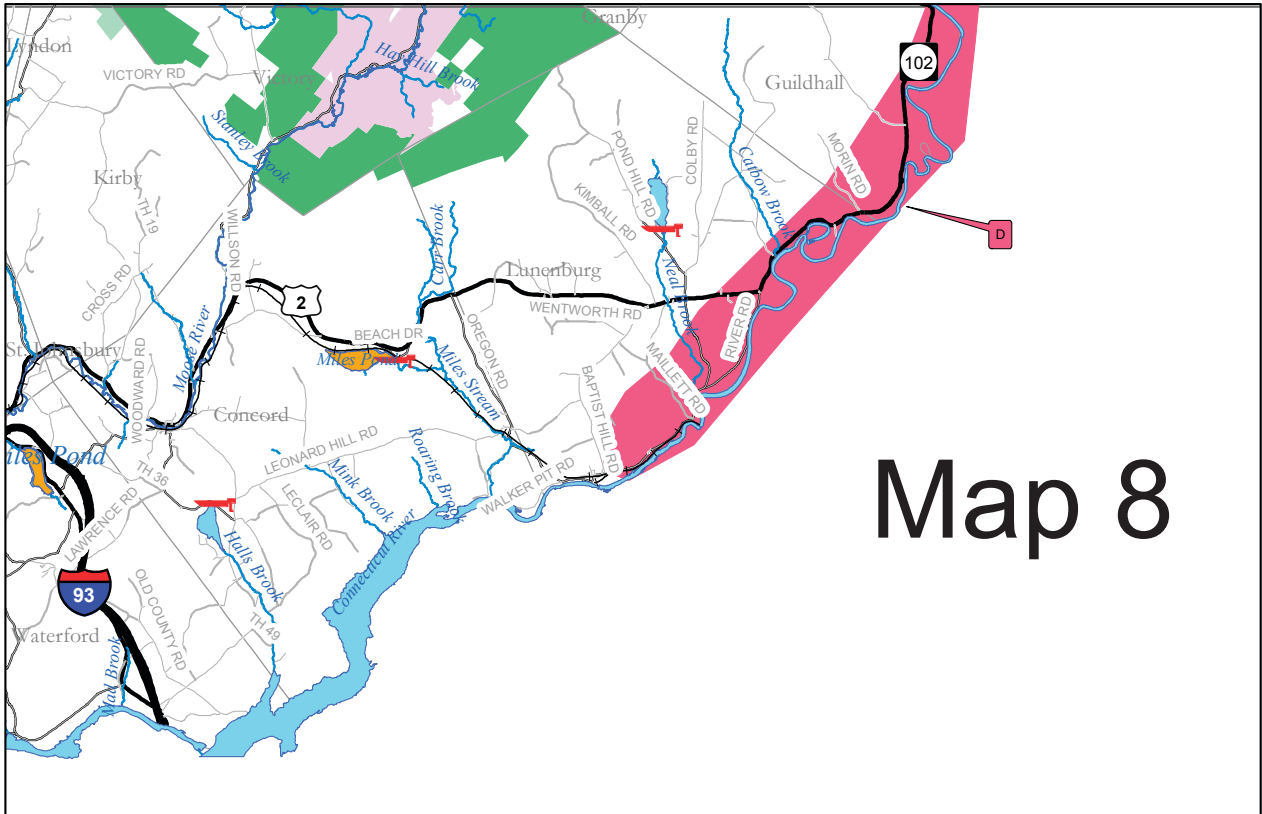 Granby
Lyndon
VICTORY RD
Victory
Hay Hill Brook
102
Guildhall
Stanley Brook
Kirby
TH 19
POND HILL RD
COLBY RD
MORIN RD
Catbow Brook
KIMBALL RD
WILLSON RD
D
Carr Brook
Lunenburg
Neal Brook
CROSS RD
2
WENTWORTH RD
RIVER RD
BEACH DR
OREGON RD
St. Johnsbury
Moose River
Miles Pond
Miles Stream
MAILLETT RD
WOODWARD RD
BAPTIST HILL RD
Concord
LEONARD HILL RD
Roaring Brook
iles Pond
TH 36
Mink Brook
WALKER PIT RD
Map 8
LECLAIR RD
LAWRENCE RD
Halls Brook
Connecticut River
93
OLD COUNTY RD
TH 49
Waterford
Mad Brook